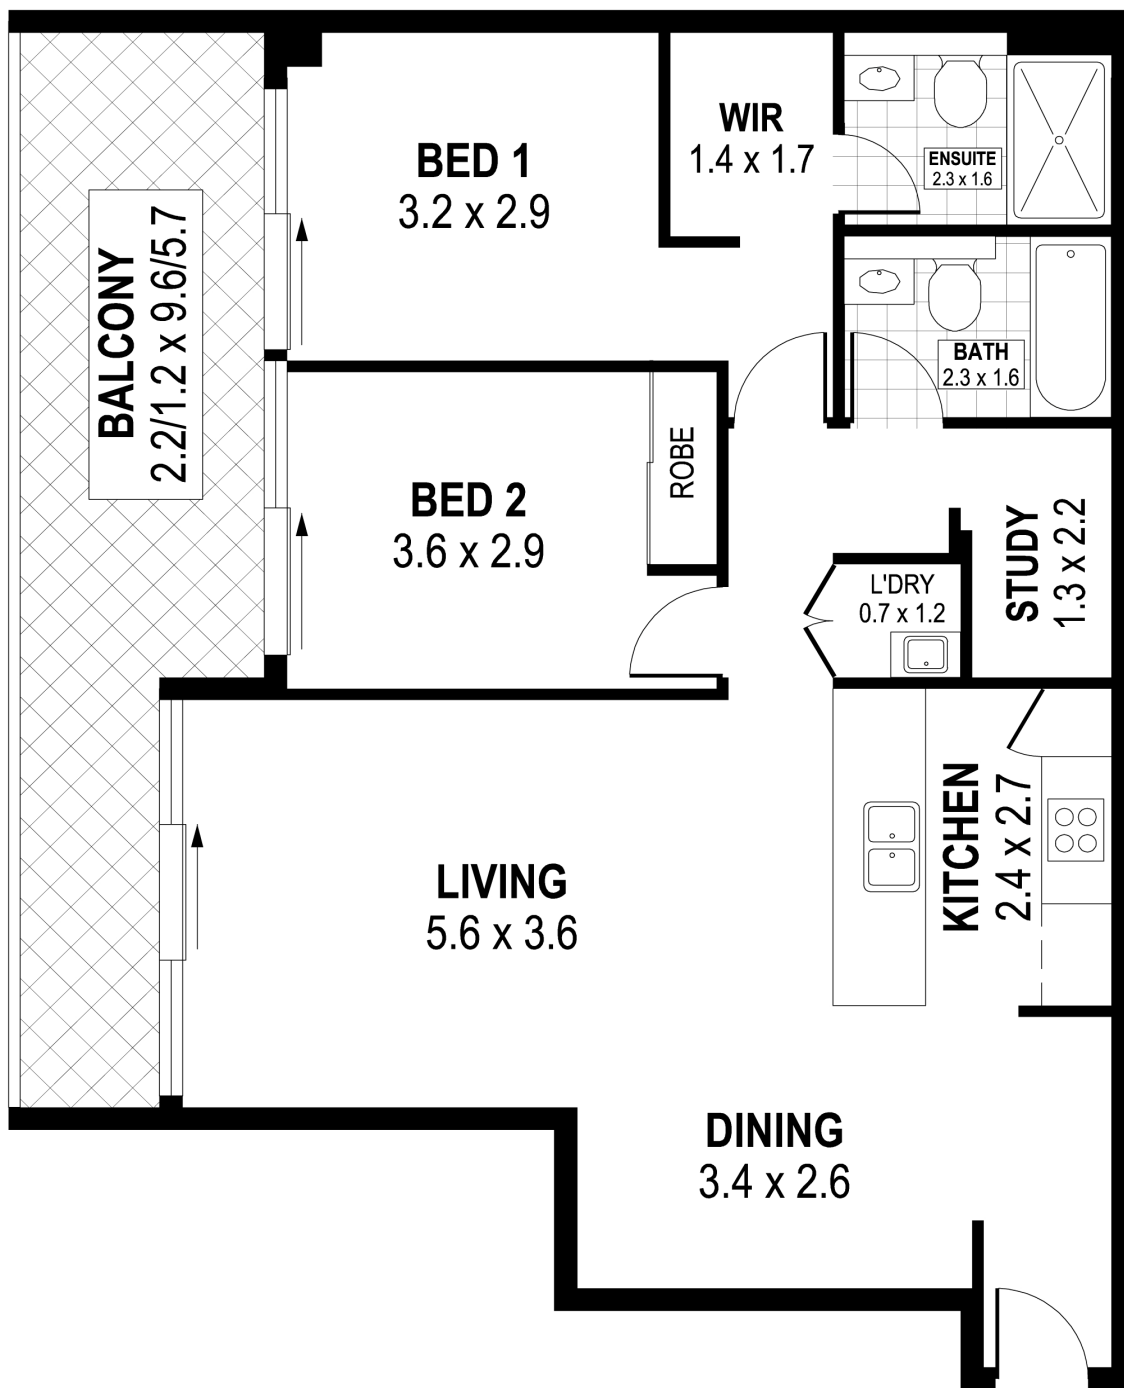 WIR
1.4 x 1.7
BED 1
3.2 x 2.9
ENSUITE
2.3 x 1.6
BALCONY
2.2/1.2 x 9.6/5.7
BATH
2.3 x 1.6
ROBE
BED 2
3.6 x 2.9
STUDY
1.3 x 2.2
L'DRY
0.7 x 1.2
KITCHEN
2.4 x 2.7
LIVING
5.6 x 3.6
DINING
3.4 x 2.6